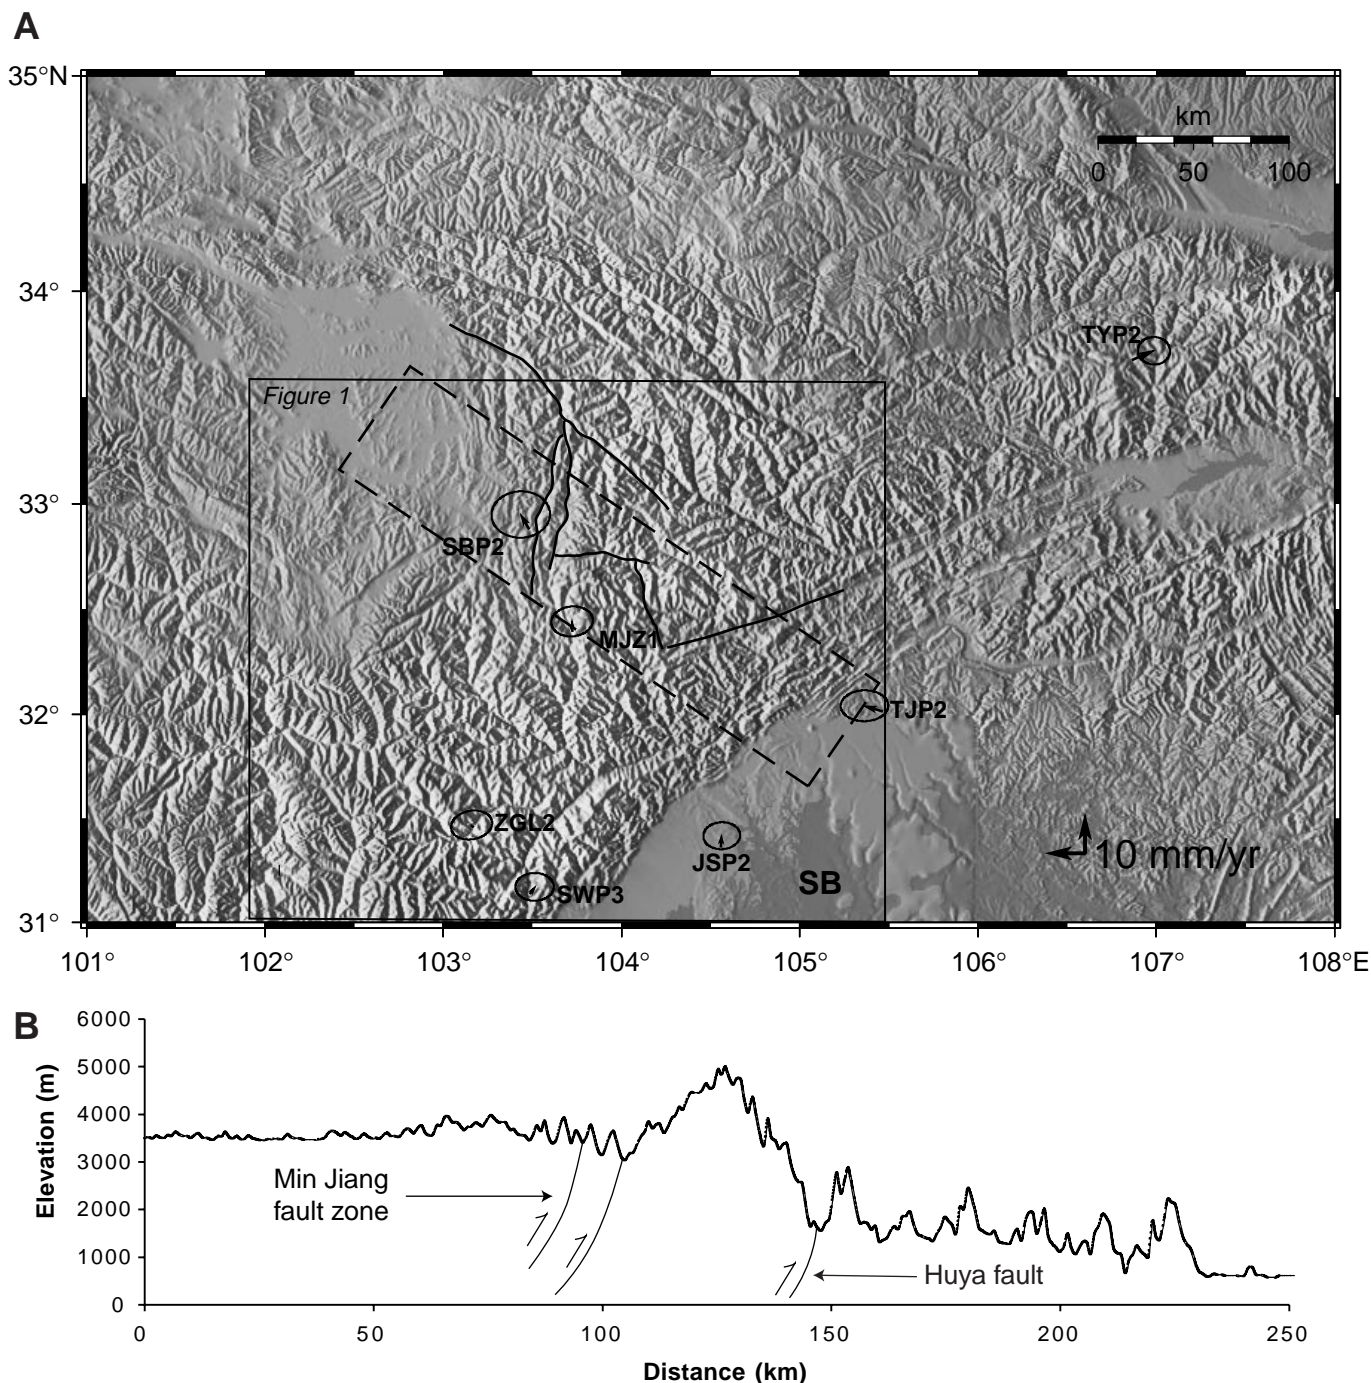 A
35°N
km
0 50 100
34°
TYP2
Figure 1
33°
SBP2
MJZ1
32°
TJP2
ZGL2
JSP2
10 mm/yr
SB
SWP3
31°
101° 102° 103° 104° 105° 106° 107° 108°E
B
6000
5000
4000
3000
2000
1000
0
Elevation (m)
Min Jiang
fault zone
Huya fault
0 50 100 150 200 250
Distance (km)